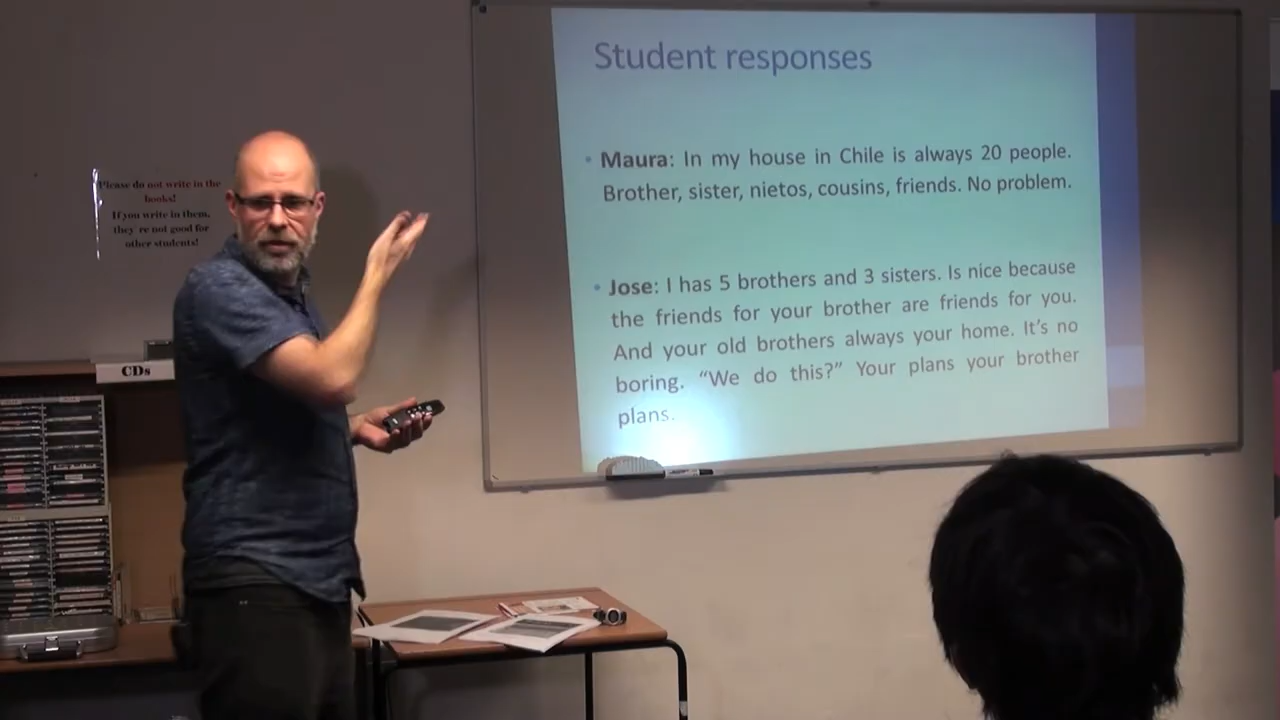 Student responses
• Maura: In my house in Chile is always 20 people.
Brother, sister, nietos, cousins, friends. No problem.
• Jose: I has 5 brothers and 3 sisters. Is nice because
the friends for your brother are friends for you.
And your old brothers always your home. It's no
boring. “We do this?” Your plans your brother
plans.
Please do not write in the
books!
If you write in them,
they're not good for
other students!
CDs